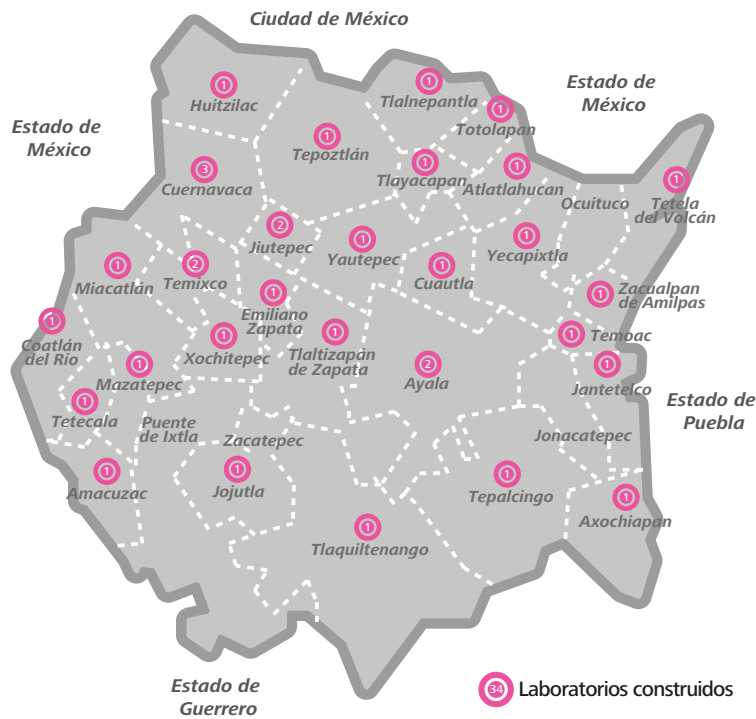 Ciudad de México
1
Huitzilac
1
Tlalnepantla
Estado de
México
1
Totolapan
Estado de
México
1
Tepoztlán
3
Cuernavaca
1
Tlayacapan
1
Atlatlahucan
Ocuituco
1
Tetela
del Volcán
2
Jiutepec
1
Yautepec
1
Yecapixtla
1
Miacatlán
2
Temixco
1
Cuautla
1
Emiliano
Zapata
1
Zacualpan
de Amilpas
1
Coatlán
del Río
1
Xochitepec
1
Tlaltizapán
de Zapata
1
Temoac
1
Mazatepec
2
Ayala
1
Jantetelco
1
Tetecala
Puente
de Ixtla
Zacatepec
Jonacatepec
Estado de
Puebla
1
Amacuzac
1
Jojutla
1
Tepalcingo
1
Axochiapan
1
Tlaquiltenango
Estado de
Guerrero
34 Laboratorios construidos